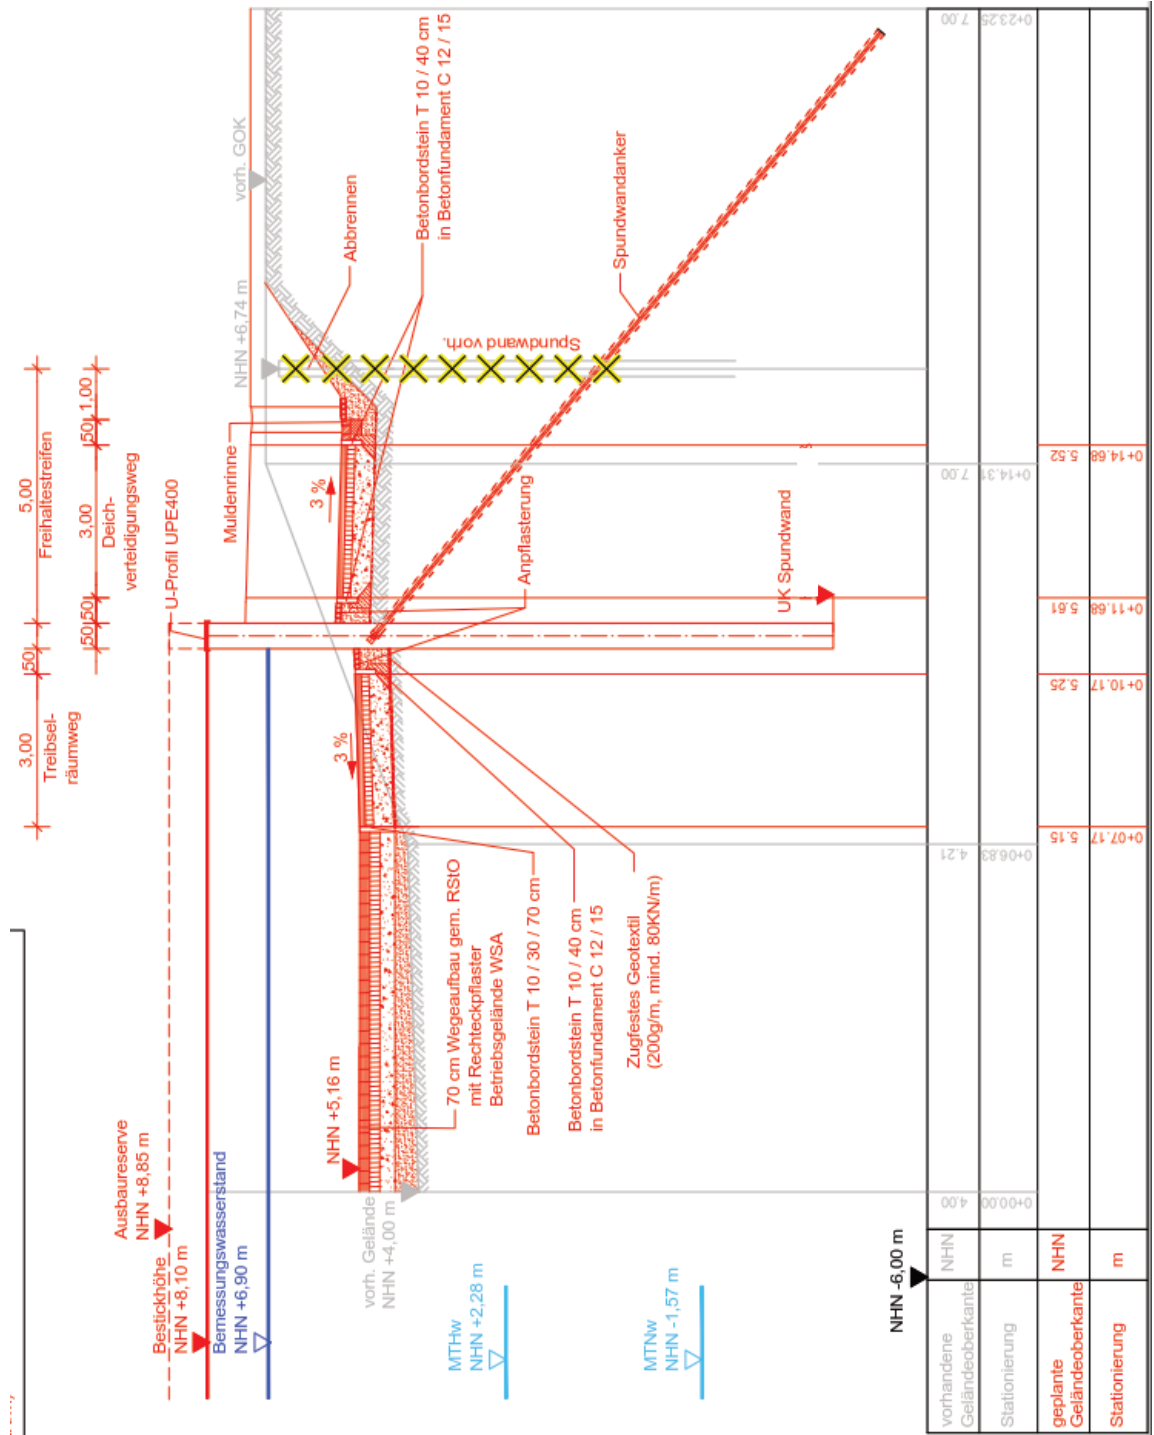 5,00
Freihaltestreifen
3,00
Treibsel-
räumweg
50
50
50
3,00
50
1,00
Deich-
verteidigungsweg
U-Profil UPE400
Muldenrinne
NHN +6,74 m
vorh. GOK
Abbrennen
Betonbordstein T 10 / 40 cm
in Betonfundament C 12 / 15
Spundwand vorh.
Spundwandanker
3 %
3 %
Anpflasterung
UK Spundwand
Ausbaureserve
NHN +8,85 m
Bestickhöhe
NHN +8,10 m
Bemessungswasserstand
NHN +6,90 m
NHN +5,16 m
vorh. Gelände
NHN +4,00 m
70 cm Wegeaufbau gem. RStO
mit Rechteckpflaster
Betriebsgelände WSA
Betonbordstein T 10 / 30 / 70 cm
Betonbordstein T 10 / 40 cm
in Betonfundament C 12 / 15
Zugfestes Geotextil
(200g/m, mind. 80KN/m)
MTHw
NHN +2,28 m
MTNw
NHN -1,57 m
NHN -6,00 m
vorhandene
Geländeoberkante
NHN
4.00
4.21
7.00
7.00
Stationierung
m
0+00.00
0+06.83
0+14.31
0+23.25
geplante
Geländeoberkante
NHN
5.15
5.25
5.61
5.52
Stationierung
m
0+07.17
0+10.17
0+11.68
0+14.68